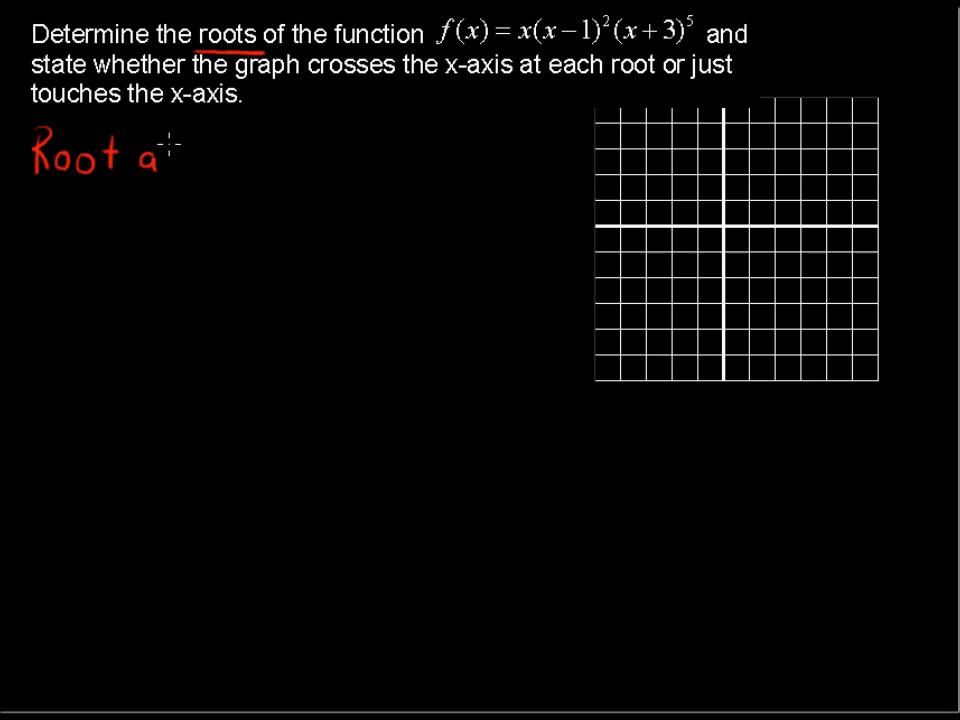 Determine the roots of the function f(x) = x(x−1)²(x+3)⁵ and
state whether the graph crosses the x-axis at each root or just
touches the x-axis.
Root a